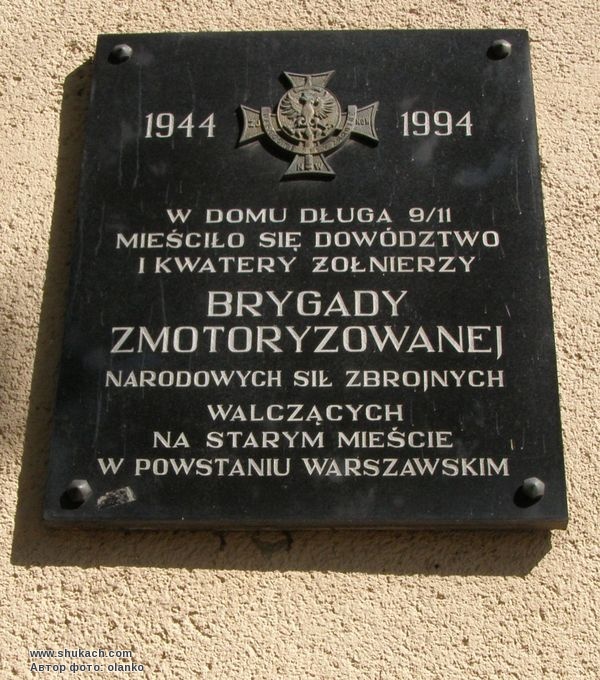 1944 1994
W DOMU DŁUGA 9/11
MIEŚCIŁO SIĘ DOWÓDZTWO
I KWATERY ŻOŁNIERZY
BRYGADY
ZMOTORYZOWANEJ
NARODOWYCH SIŁ ZBROJNYCH
WALCZĄCYCH
NA STARYM MIEŚCIE
W POWSTANIU WARSZAWSKIM
www.shukach.com
Автор фото: olanko